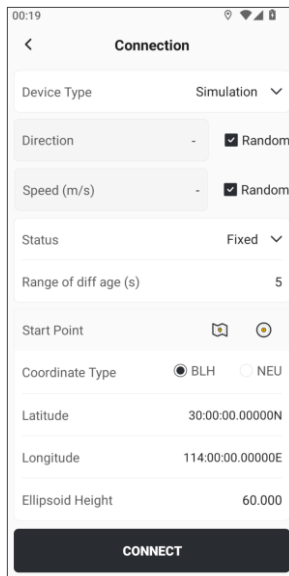 00:19
Connection
Device Type Simulation
Direction - Random
Speed (m/s) - Random
Status Fixed
Range of diff age (s) 5
Start Point
Coordinate Type BLH NEU
Latitude 30:00:00.00000N
Longitude 114:00:00.00000E
Ellipsoid Height 60.000
CONNECT